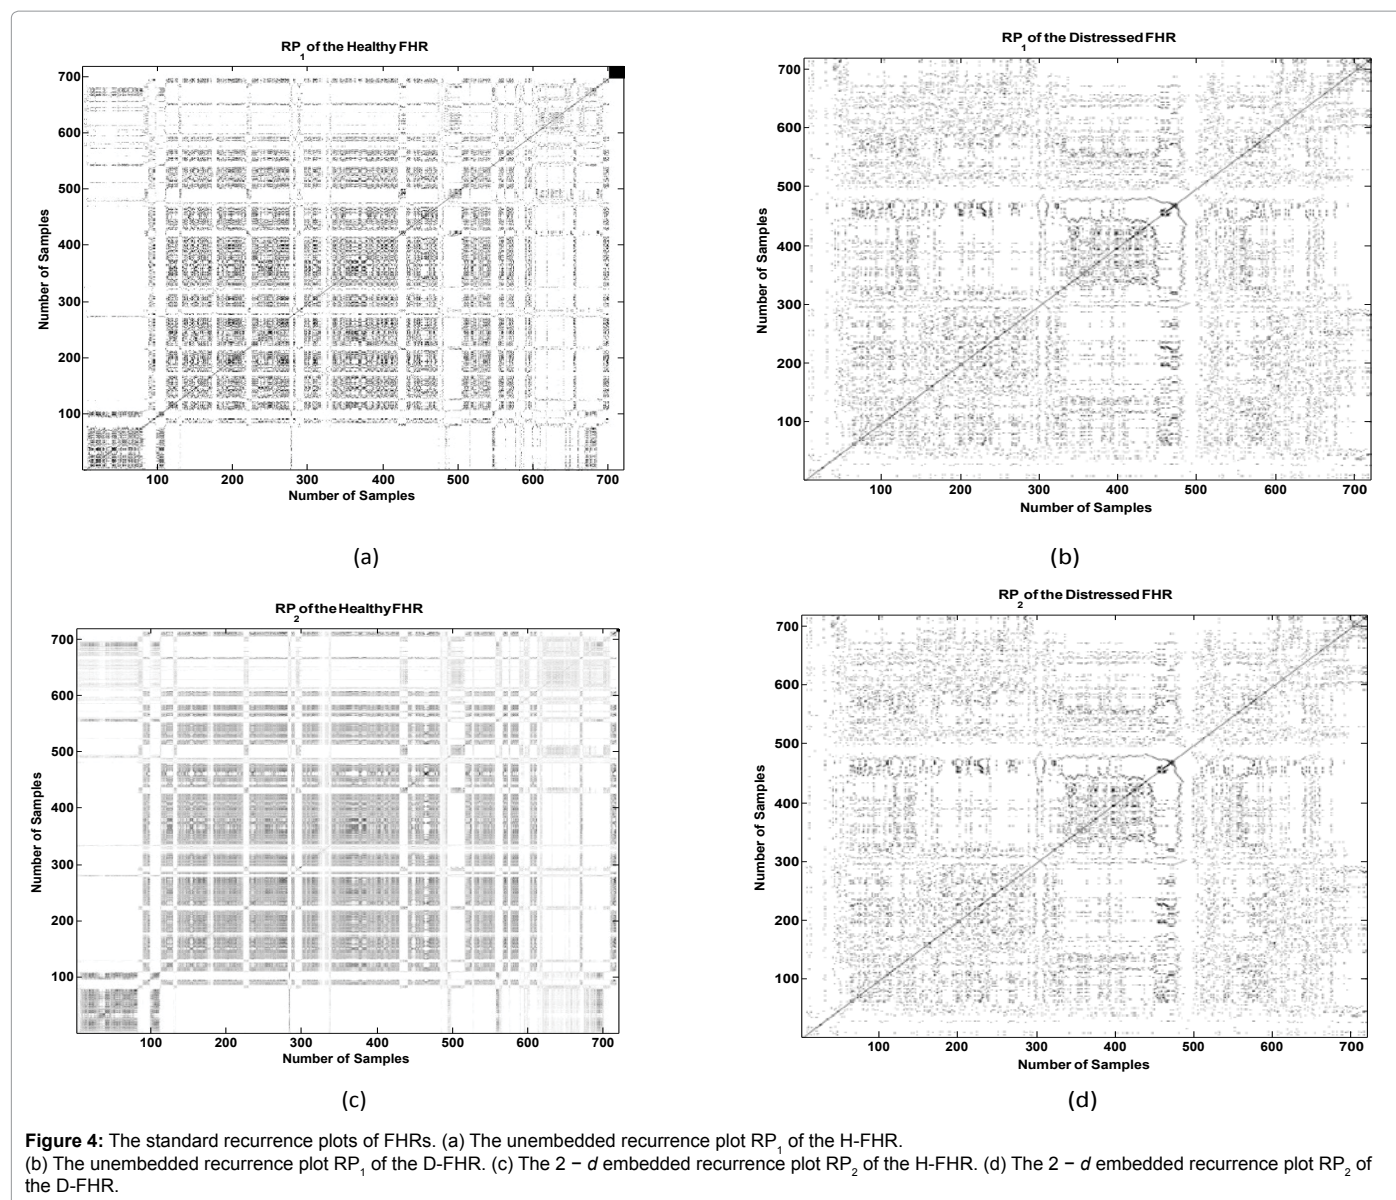 RP1 of the Healthy FHR
700
600
500
400
300
200
100
Number of Samples
100 200 300 400 500 600 700
Number of Samples
(a)
RP1 of the Distressed FHR
700
600
500
400
300
200
100
Number of Samples
100 200 300 400 500 600 700
Number of Samples
(b)
RP2 of the Healthy FHR
700
600
500
400
300
200
100
Number of Samples
100 200 300 400 500 600 700
Number of Samples
(c)
RP2 of the Distressed FHR
700
600
500
400
300
200
100
Number of Samples
100 200 300 400 500 600 700
Number of Samples
(d)
Figure 4: The standard recurrence plots of FHRs. (a) The unembedded recurrence plot RP1 of the H-FHR.
(b) The unembedded recurrence plot RP1 of the D-FHR. (c) The 2 − d embedded recurrence plot RP2 of the H-FHR. (d) The 2 − d embedded recurrence plot RP2 of
the D-FHR.